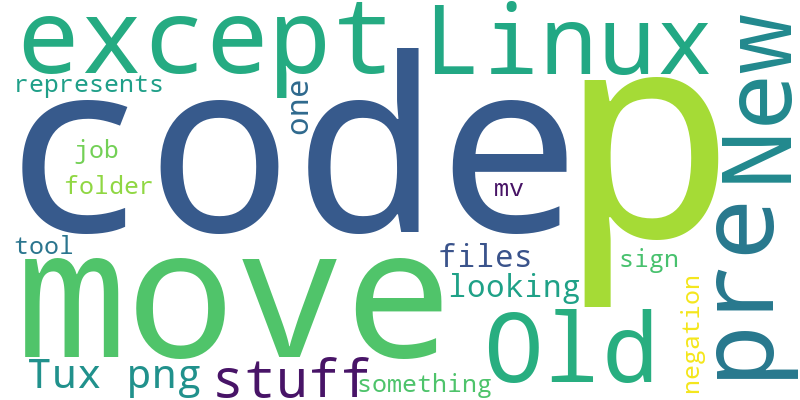 except Linux
represents
one
New
code p
job
folder
mv
pre
tool
move
files
sign
looking
negation
Old
Tux png
stuff
something